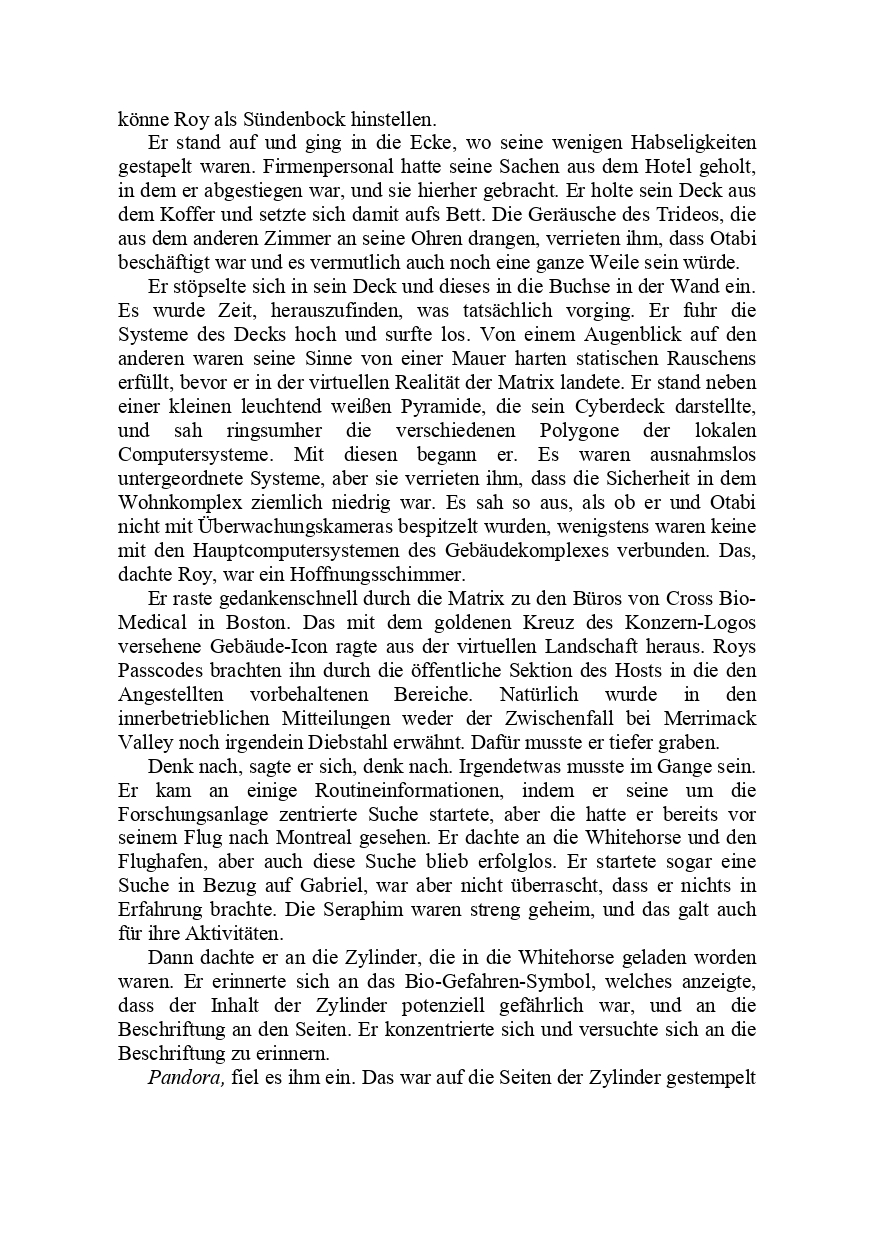 könne Roy als Sündenbock hinstellen.
Er stand auf und ging in die Ecke, wo seine wenigen Habseligkeiten
gestapelt waren. Firmenpersonal hatte seine Sachen aus dem Hotel geholt,
in dem er abgestiegen war, und sie hierher gebracht. Er holte sein Deck aus
dem Koffer und setzte sich damit aufs Bett. Die Geräusche des Trideos, die
aus dem anderen Zimmer an seine Ohren drangen, verrieten ihm, dass Otabi
beschäftigt war und es vermutlich auch noch eine ganze Weile sein würde.
Er stöpselte sich in sein Deck und dieses in die Buchse in der Wand ein.
Es wurde Zeit, herauszufinden, was tatsächlich vorging. Er fuhr die
Systeme des Decks hoch und surfte los. Von einem Augenblick auf den
anderen waren seine Sinne von einer Mauer harten statischen Rauschens
erfüllt, bevor er in der virtuellen Realität der Matrix landete. Er stand neben
einer kleinen leuchtend weißen Pyramide, die sein Cyberdeck darstellte,
und sah ringsumher die verschiedenen Polygone der lokalen
Computersysteme. Mit diesen begann er. Es waren ausnahmslos
untergeordnete Systeme, aber sie verrieten ihm, dass die Sicherheit in dem
Wohnkomplex ziemlich niedrig war. Es sah so aus, als ob er und Otabi
nicht mit Überwachungskameras bespitzelt wurden, wenigstens waren keine
mit den Hauptcomputersystemen des Gebäudekomplexes verbunden. Das,
dachte Roy, war ein Hoffnungsschimmer.
Er raste gedankenschnell durch die Matrix zu den Büros von Cross Bio-
Medical in Boston. Das mit dem goldenen Kreuz des Konzern-Logos
versehene Gebäude-Icon ragte aus der virtuellen Landschaft heraus. Roys
Passcodes brachten ihn durch die öffentliche Sektion des Hosts in die den
Angestellten vorbehaltenen Bereiche. Natürlich wurde in den
innerbetrieblichen Mitteilungen weder der Zwischenfall bei Merrimack
Valley noch irgendein Diebstahl erwähnt. Dafür musste er tiefer graben.
Denk nach, sagte er sich, denk nach. Irgendetwas musste im Gange sein.
Er kam an einige Routineinformationen, indem er seine um die
Forschungsanlage zentrierte Suche startete, aber die hatte er bereits vor
seinem Flug nach Montreal gesehen. Er dachte an die Whitehorse und den
Flughafen, aber auch diese Suche blieb erfolglos. Er startete sogar eine
Suche in Bezug auf Gabriel, war aber nicht überrascht, dass er nichts in
Erfahrung brachte. Die Seraphim waren streng geheim, und das galt auch
für ihre Aktivitäten.
Dann dachte er an die Zylinder, die in die Whitehorse geladen worden
waren. Er erinnerte sich an das Bio-Gefahren-Symbol, welches anzeigte,
dass der Inhalt der Zylinder potenziell gefährlich war, und an die
Beschriftung an den Seiten. Er konzentrierte sich und versuchte sich an die
Beschriftung zu erinnern.
Pandora, fiel es ihm ein. Das war auf die Seiten der Zylinder gestempelt